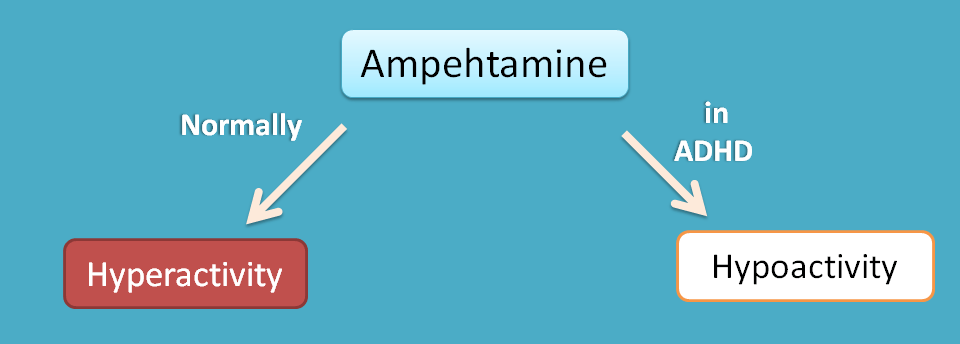 Ampehtamine
Normally
in
ADHD
Hyperactivity
Hypoactivity